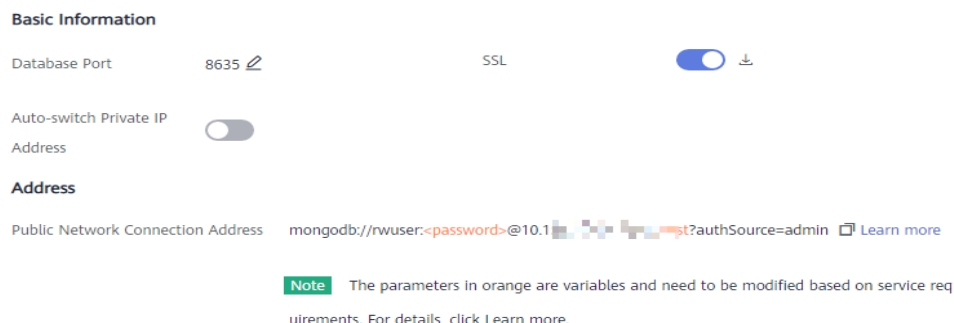 Basic Information
Database Port 8635 SSL
Auto-switch Private IP
Address
Address
Public Network Connection Address mongodb://rwuser:<password>@10.1 st?authSource=admin Learn more
Note The parameters in orange are variables and need to be modified based on service req
uirements. For details, click Learn more.